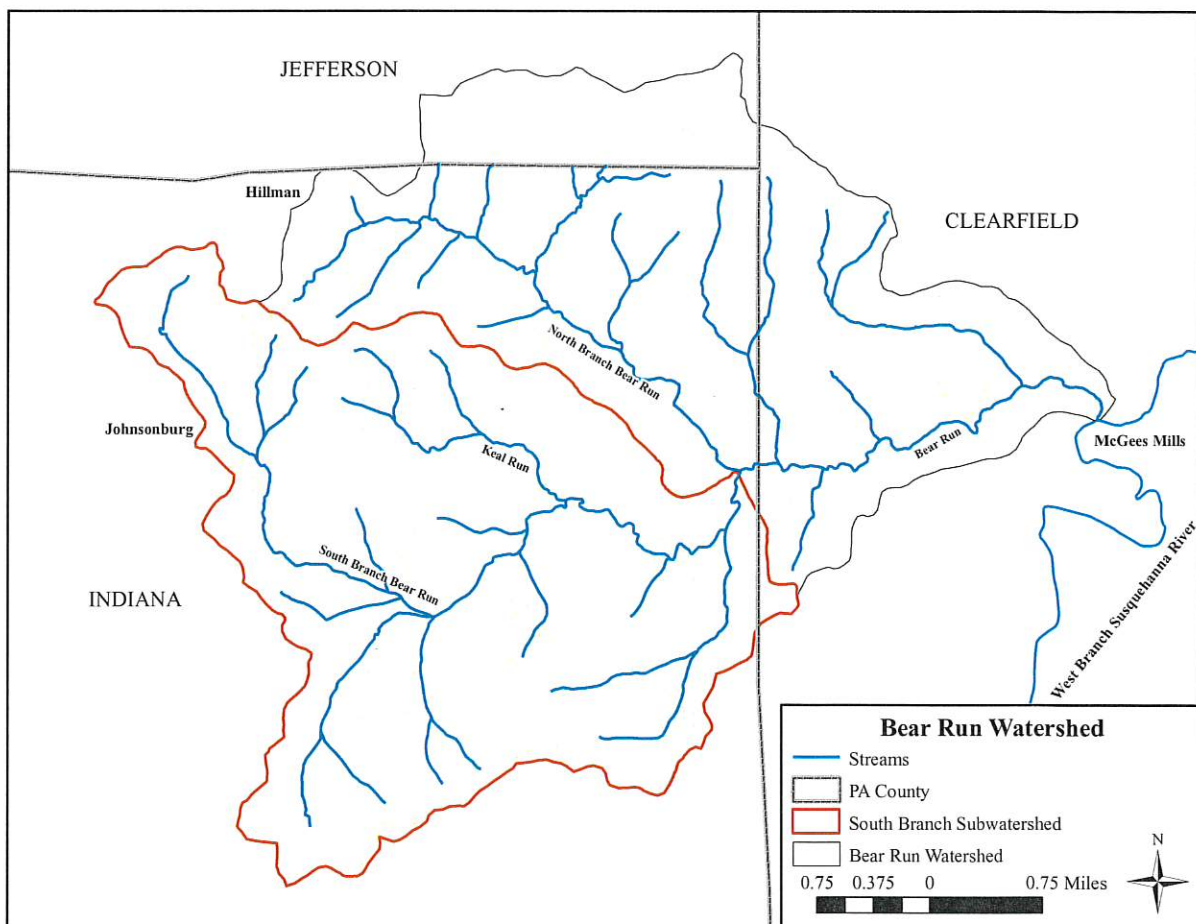 JEFFERSON
Hillman
CLEARFIELD
North Branch Bear Run
Johnsonburg
Keal Run
Bear Run
McGees Mills
South Branch Bear Run
INDIANA
West Branch Susquehanna River
Bear Run Watershed
Streams
PA County
South Branch Subwatershed
Bear Run Watershed
N
0.75 0.375 0 0.75 Miles